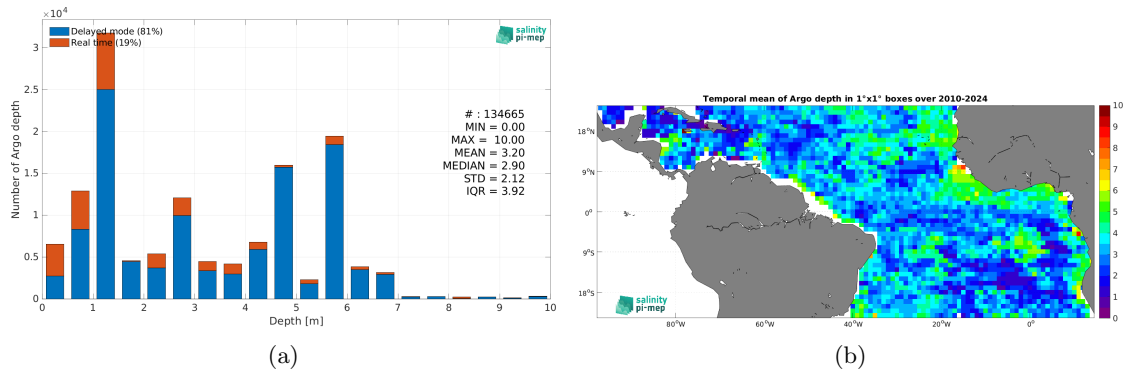 ×10⁴
Delayed mode (81%)
Real time (19%)
salinity
pi-mep
3
2.5
2
1.5
1
0.5
0
Number of Argo depth
# : 134665
MIN = 0.00
MAX = 10.00
MEAN = 3.20
MEDIAN = 2.90
STD = 2.12
IQR = 3.92
0 1 2 3 4 5 6 7 8 9 10
Depth [m]
(a)
Temporal mean of Argo depth in 1°x1° boxes over 2010-2024
18°N
9°N
0°
9°S
18°S
80°W 60°W 40°W 20°W 0°
10
9
8
7
6
5
4
3
2
1
0
salinity
pi-mep
(b)